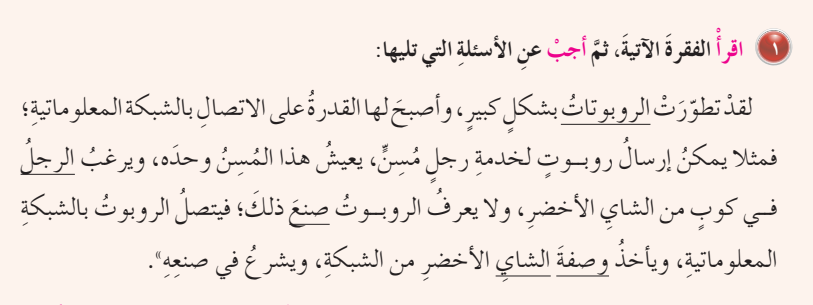 ١ اقرأْ الفقرةَ الآتيةَ، ثمَّ أجبْ عنِ الأسئلةِ التي تليها:
لقدْ تطوّرَتْ الروبوتاتُ بشكلٍ كبيرٍ، وأصبحَ لها القدرةُ على الاتصالِ بالشبكة المعلوماتيةِ؛
فمثلا يمكنُ إرسالُ روبوتٍ لخدمةِ رجلٍ مُسِنٍّ، يعيشُ هذا المُسِنُ وحدَه، ويرغبُ الرجلُ
في كوبٍ من الشايِ الأخضرِ، ولا يعرفُ الروبوتُ صنعَ ذلكَ؛ فيتصلُ الروبوتُ بالشبكةِ
المعلوماتيةِ، ويأخذُ وصفةَ الشايِ الأخضرِ من الشبكةِ، ويشرعُ في صنعِهِ».